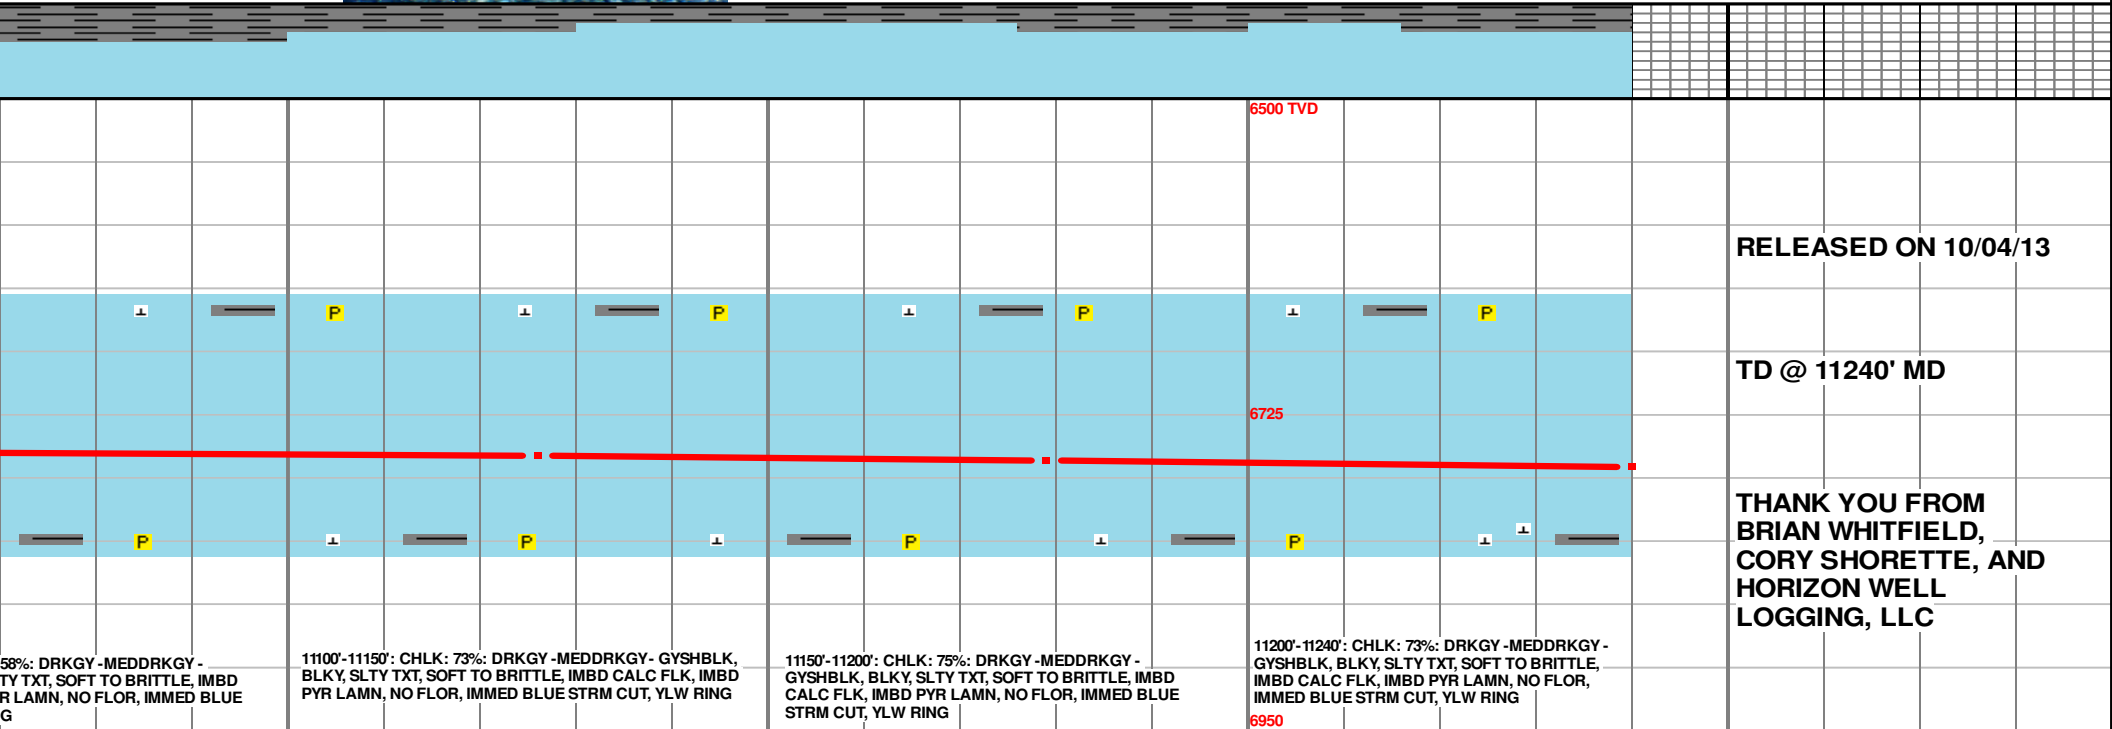 6500 TVD
RELEASED ON 10/04/13
P
P
P
P
TD @ 11240' MD
6725
P
P
P
P
THANK YOU FROM
BRIAN WHITFIELD,
CORY SHORETTE, AND
HORIZON WELL
LOGGING, LLC
58%: DRKGY -MEDDRKGY -
TY TXT, SOFT TO BRITTLE, IMBD
R LAMN, NO FLOR, IMMED BLUE
G
11100'-11150': CHLK: 73%: DRKGY -MEDDRKGY- GYSHBLK,
BLKY, SLTY TXT, SOFT TO BRITTLE, IMBD CALC FLK, IMBD
PYR LAMN, NO FLOR, IMMED BLUE STRM CUT, YLW RING
11150'-11200': CHLK: 75%: DRKGY -MEDDRKGY -
GYSHBLK, BLKY, SLTY TXT, SOFT TO BRITTLE, IMBD
CALC FLK, IMBD PYR LAMN, NO FLOR, IMMED BLUE
STRM CUT, YLW RING
11200'-11240': CHLK: 73%: DRKGY -MEDDRKGY -
GYSHBLK, BLKY, SLTY TXT, SOFT TO BRITTLE,
IMBD CALC FLK, IMBD PYR LAMN, NO FLOR,
IMMED BLUE STRM CUT, YLW RING
6950